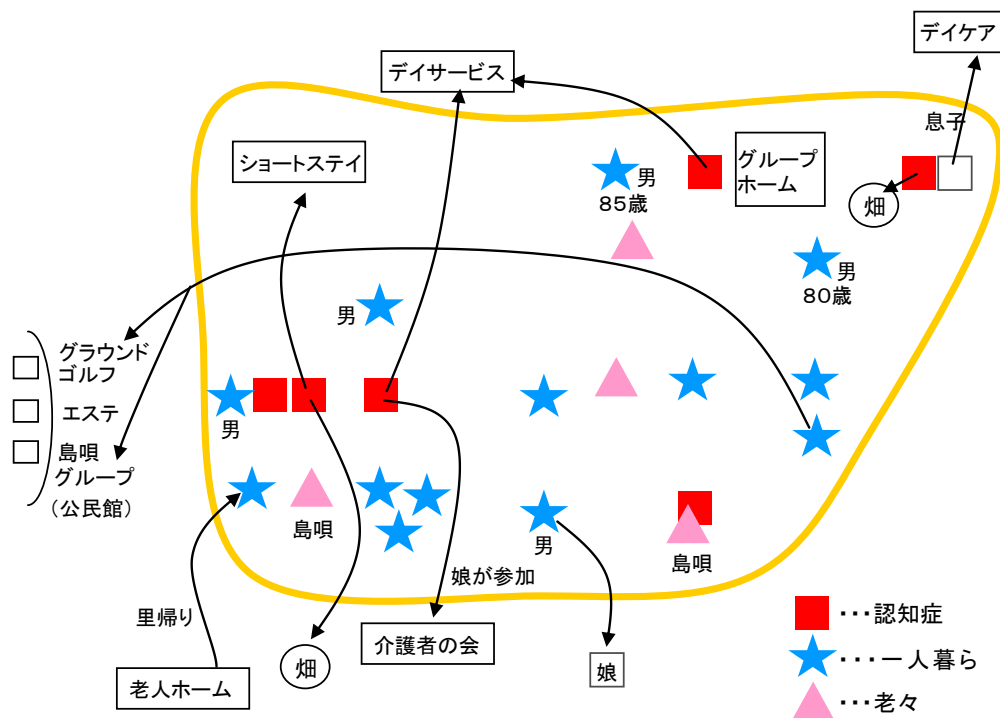 デイケア
デイサービス
息子
ショートステイ
グループ
ホーム
男
85歳
畑
男
80歳
男
グラウンド
ゴルフ
エステ
島唄
グループ
(公民館)
男
島唄
男
島唄
娘が参加
里帰り
介護者の会
畑
娘
老人ホーム
・・・認知症
・・・一人暮ら
・・・老々